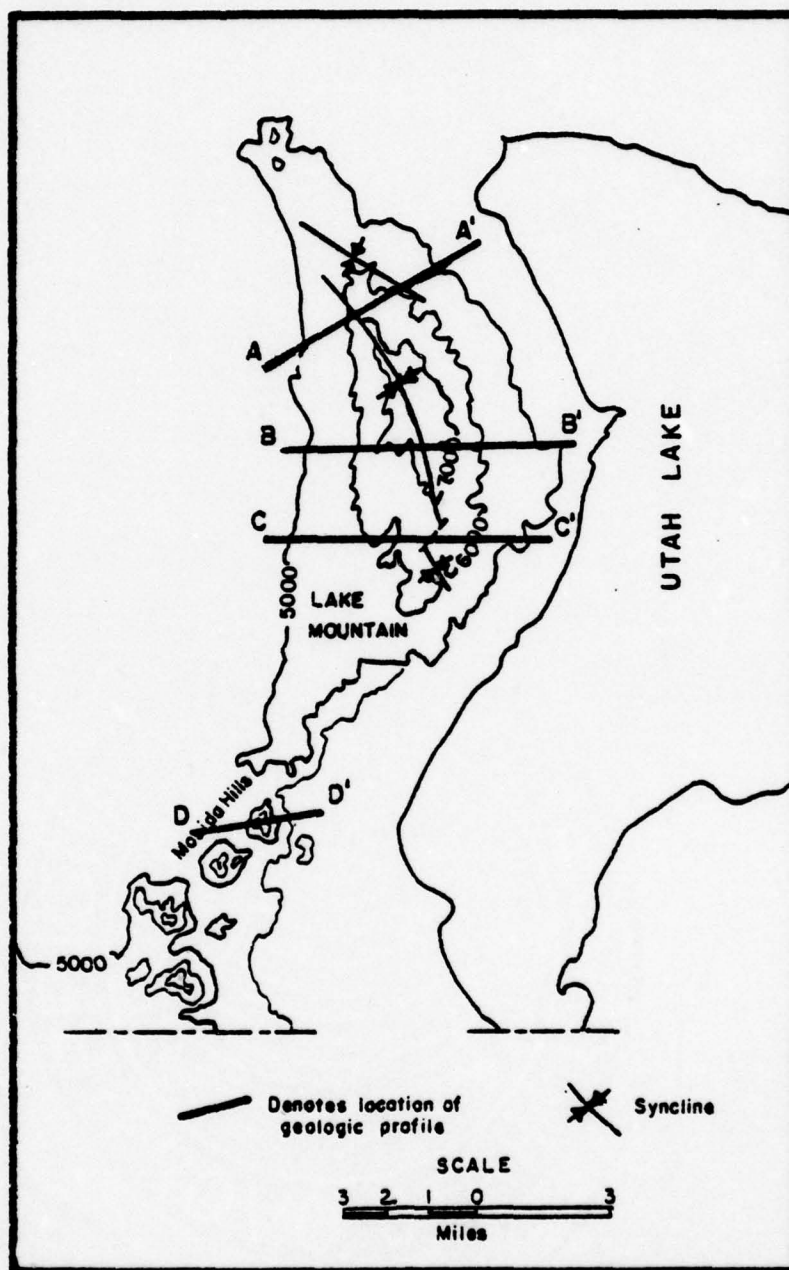 A'
A
B
B'
7000
C
C'
6000
5000
LAKE
MOUNTAIN
UTAH LAKE
Mosida Hills
D
D'
5000
Denotes location of
geologic profile
Syncline
SCALE
3 2 1 0 3
Miles